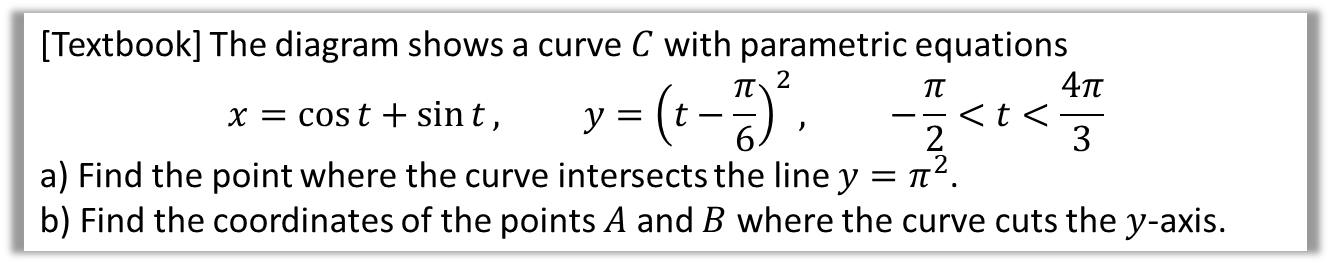 [Textbook] The diagram shows a curve C with parametric equations
x = cos t + sin t, y = (t − π/6)², −π/2 < t < 4π/3
a) Find the point where the curve intersects the line y = π².
b) Find the coordinates of the points A and B where the curve cuts the y-axis.